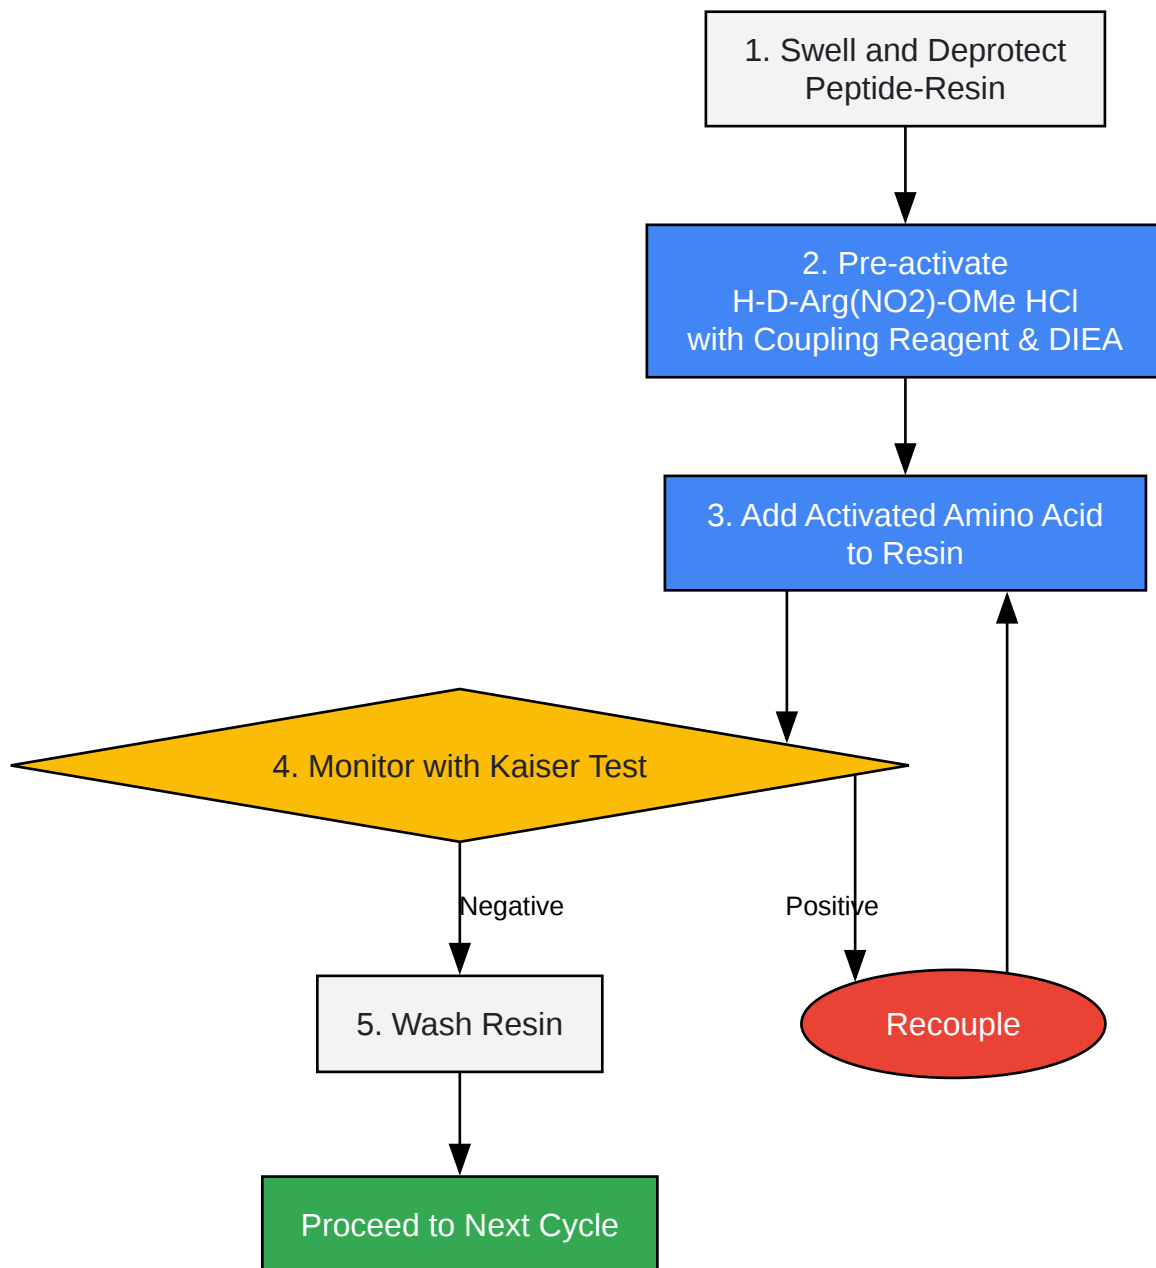 1. Swell and Deprotect
Peptide-Resin
2. Pre-activate
H-D-Arg(NO2)-OMe HCl
with Coupling Reagent & DIEA
3. Add Activated Amino Acid
to Resin
4. Monitor with Kaiser Test
Negative
Positive
5. Wash Resin
Recouple
Proceed to Next Cycle